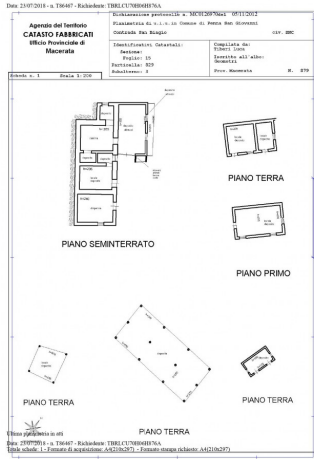 Data: 23/07/2018 - n. T86467 - Richiedente: TBRLCU70H06H876A
Agenzia del Territorio
CATASTO FABBRICATI
Ufficio Provinciale di
Macerata
Dichiarazione protocollo n. MC0120970del 05/11/2012
Planimetria di u.i.u.in Comune di Penna San Giovanni
Contrada San Biagio
civ. SNC
Identificativi Catastali:
Sezione:
Foglio: 15
Particella: 525
Subalterno: 3
Compilata da:
Tiberi Luca
Iscritto all'albo:
Geometri
Prov. Macerata
N.
Scheda n. 1
Scala 1:200
PIANO TERRA
PIANO SEMINTERRATO
PIANO PRIMO
PIANO TERRA
PIANO TERRA
PIANO TERRA
Ultima planimetria in atti
Data: 23/07/2018 - n. T86467 - Richiedente: TBRLCU70H06H876A
Totale schede: 1 - Formato di acquisizione: A4(210x297) - Formato stampa richiesto: A4(210x297)